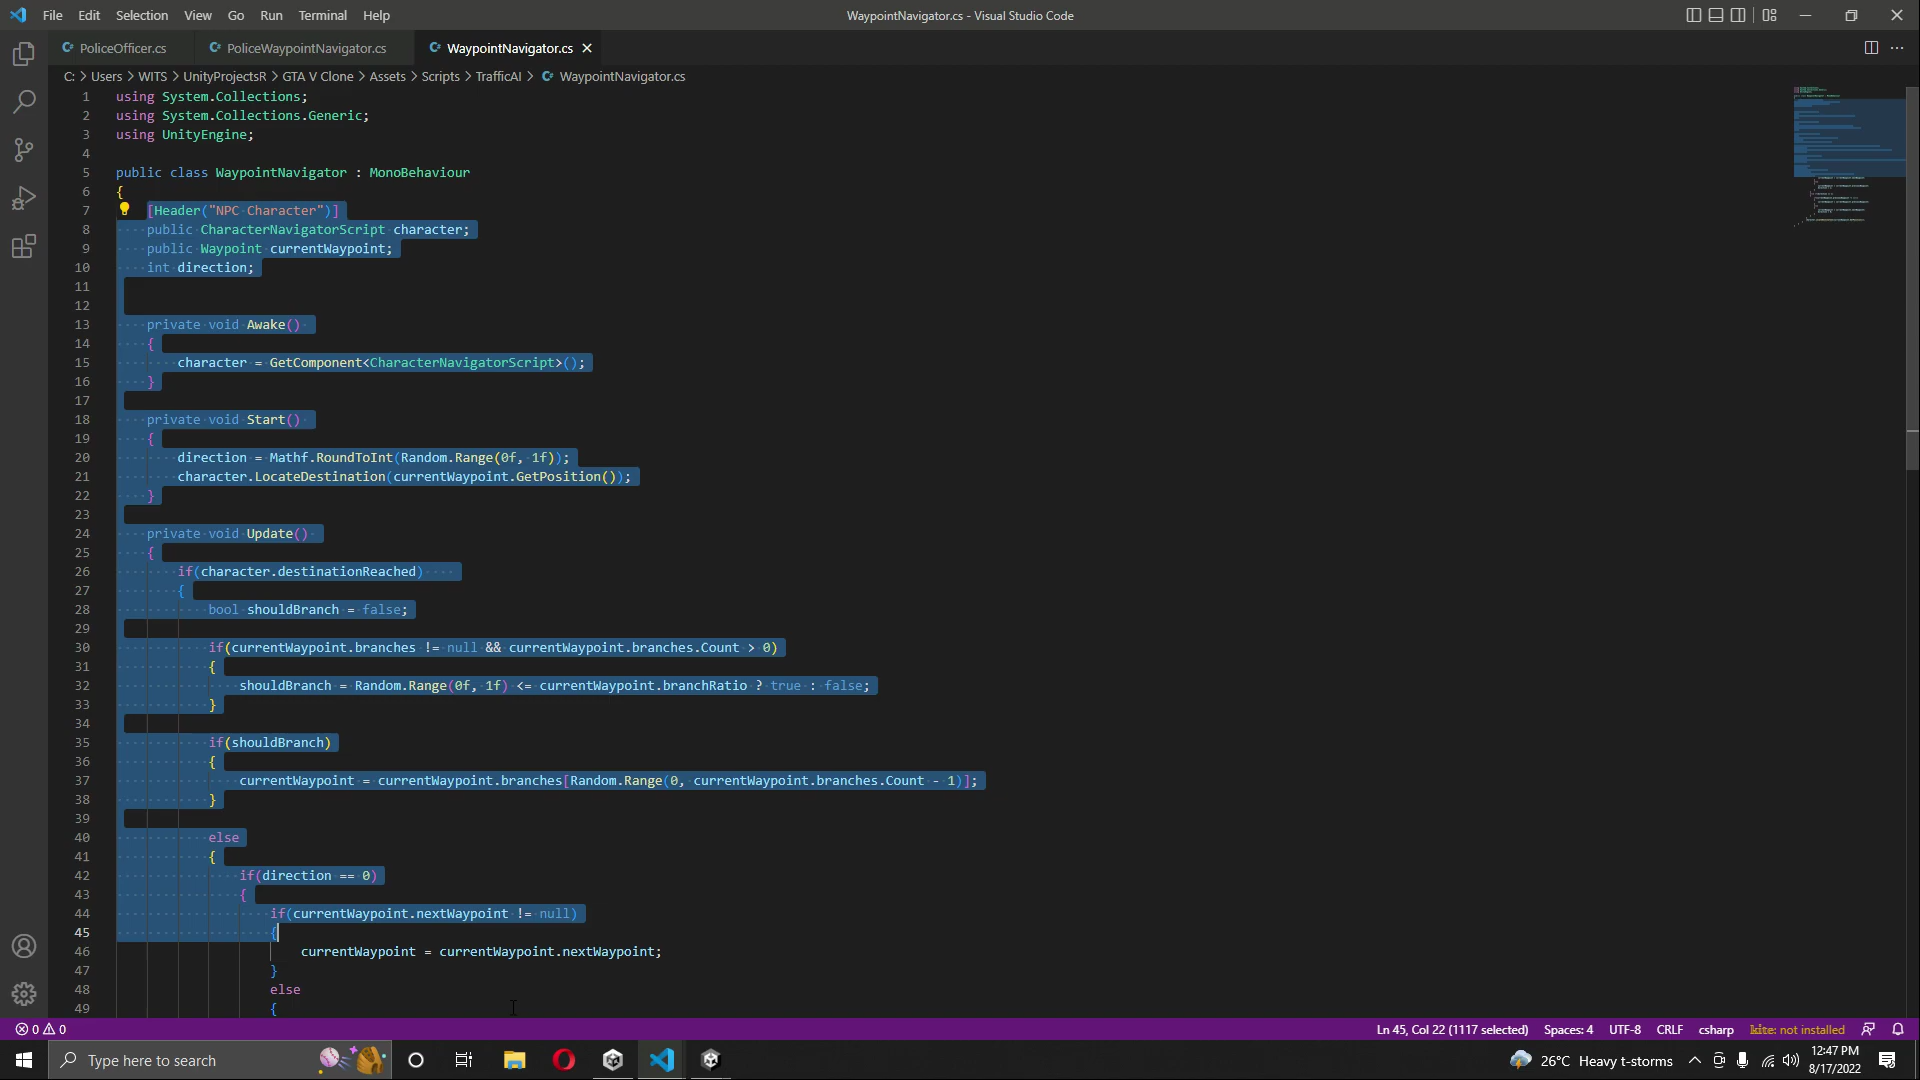 File Edit Selection View Go Run Terminal Help
WaypointNavigator.cs - Visual Studio Code
PoliceOfficer.cs PoliceWaypointNavigator.cs WaypointNavigator.cs
C: > Users > WITS > UnityProjectsR > GTA V Clone > Assets > Scripts > TrafficAI > WaypointNavigator.cs
1 using System.Collections;
2 using System.Collections.Generic;
3 using UnityEngine;
4
5 public class WaypointNavigator : MonoBehaviour
6 {
7 [Header("NPC Character")]
8 public CharacterNavigatorScript character;
9 public Waypoint currentWaypoint;
10 int direction;
11
12
13 private void Awake()
14 {
15 character = GetComponent<CharacterNavigatorScript>();
16 }
17
18 private void Start()
19 {
20 direction = Mathf.RoundToInt(Random.Range(0f, 1f));
21 character.LocateDestination(currentWaypoint.GetPosition());
22 }
23
24 private void Update()
25 {
26 if(character.destinationReached)
27 {
28 bool shouldBranch = false;
29
30 if(currentWaypoint.branches != null && currentWaypoint.branches.Count > 0)
31 {
32 shouldBranch = Random.Range(0f, 1f) <= currentWaypoint.branchRatio ? true : false;
33 }
34
35 if(shouldBranch)
36 {
37 currentWaypoint = currentWaypoint.branches[Random.Range(0, currentWaypoint.branches.Count - 1)];
38 }
39
40 else
41 {
42 if(direction == 0)
43 {
44 if(currentWaypoint.nextWaypoint != null)
45 {
46 currentWaypoint = currentWaypoint.nextWaypoint;
47 }
48 else
49 {
0 0 Ln 45, Col 22 (1117 selected) Spaces: 4 UTF-8 CRLF csharp kite: not installed
Type here to search 26°C Heavy t-storms 12:47 PM
8/17/2022